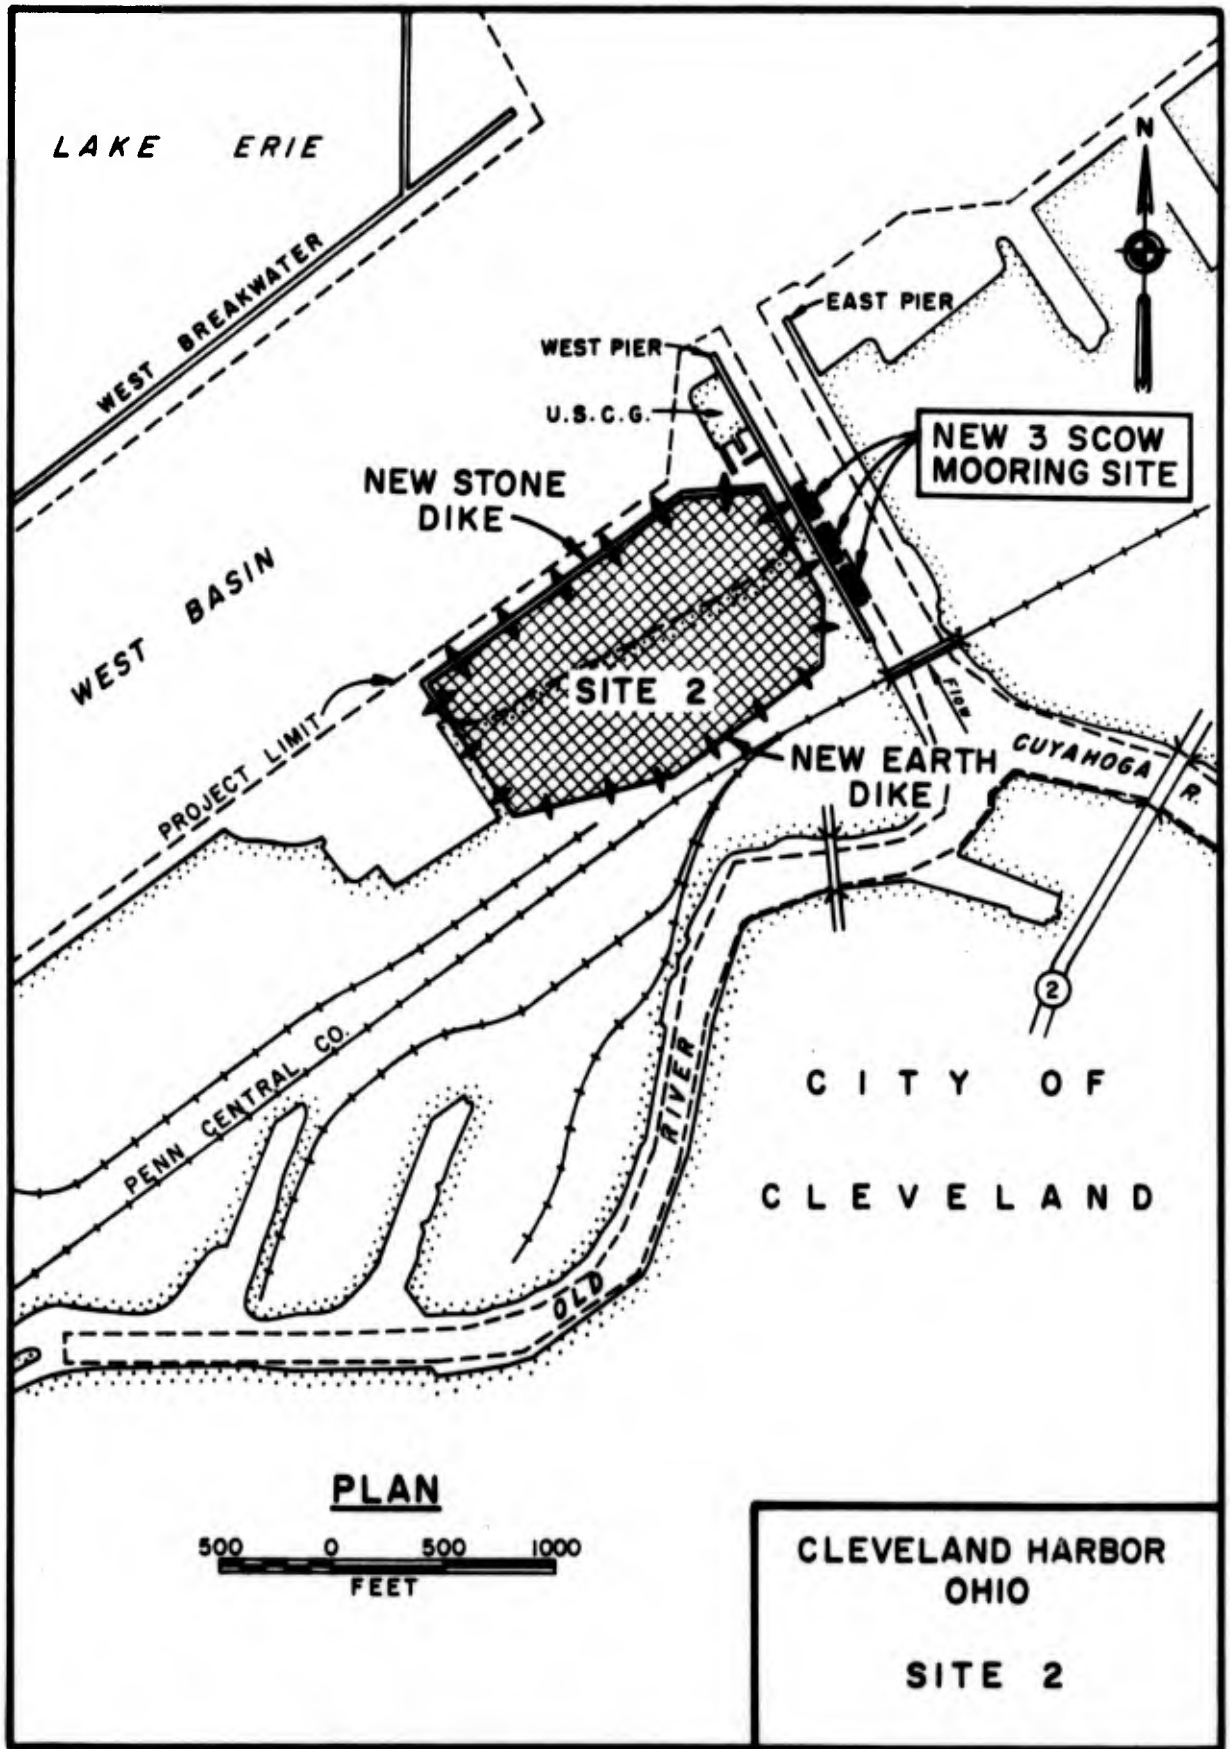 LAKE ERIE
N
WEST BREAKWATER
EAST PIER
WEST PIER
U.S.C.G.
NEW 3 SCOW
MOORING SITE
NEW STONE
DIKE
WEST BASIN
SITE 2
Flow
PROJECT LIMIT
CUYAHOGA
R.
NEW EARTH
DIKE
2
PENN CENTRAL CO.
OLD RIVER
CITY OF
CLEVELAND
PLAN
500 0 500 1000
FEET
CLEVELAND HARBOR
OHIO
SITE 2